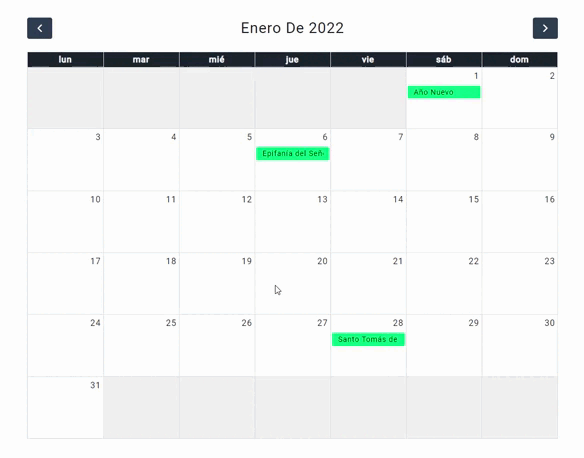 Enero De 2022
lun mar mié jue vie sáb dom
1 2
Año Nuevo
3 4 5 6 7 8 9
Epifanía del Señ
10 11 12 13 14 15 16
17 18 19 20 21 22 23
24 25 26 27 28 29 30
Santo Tomás de
31